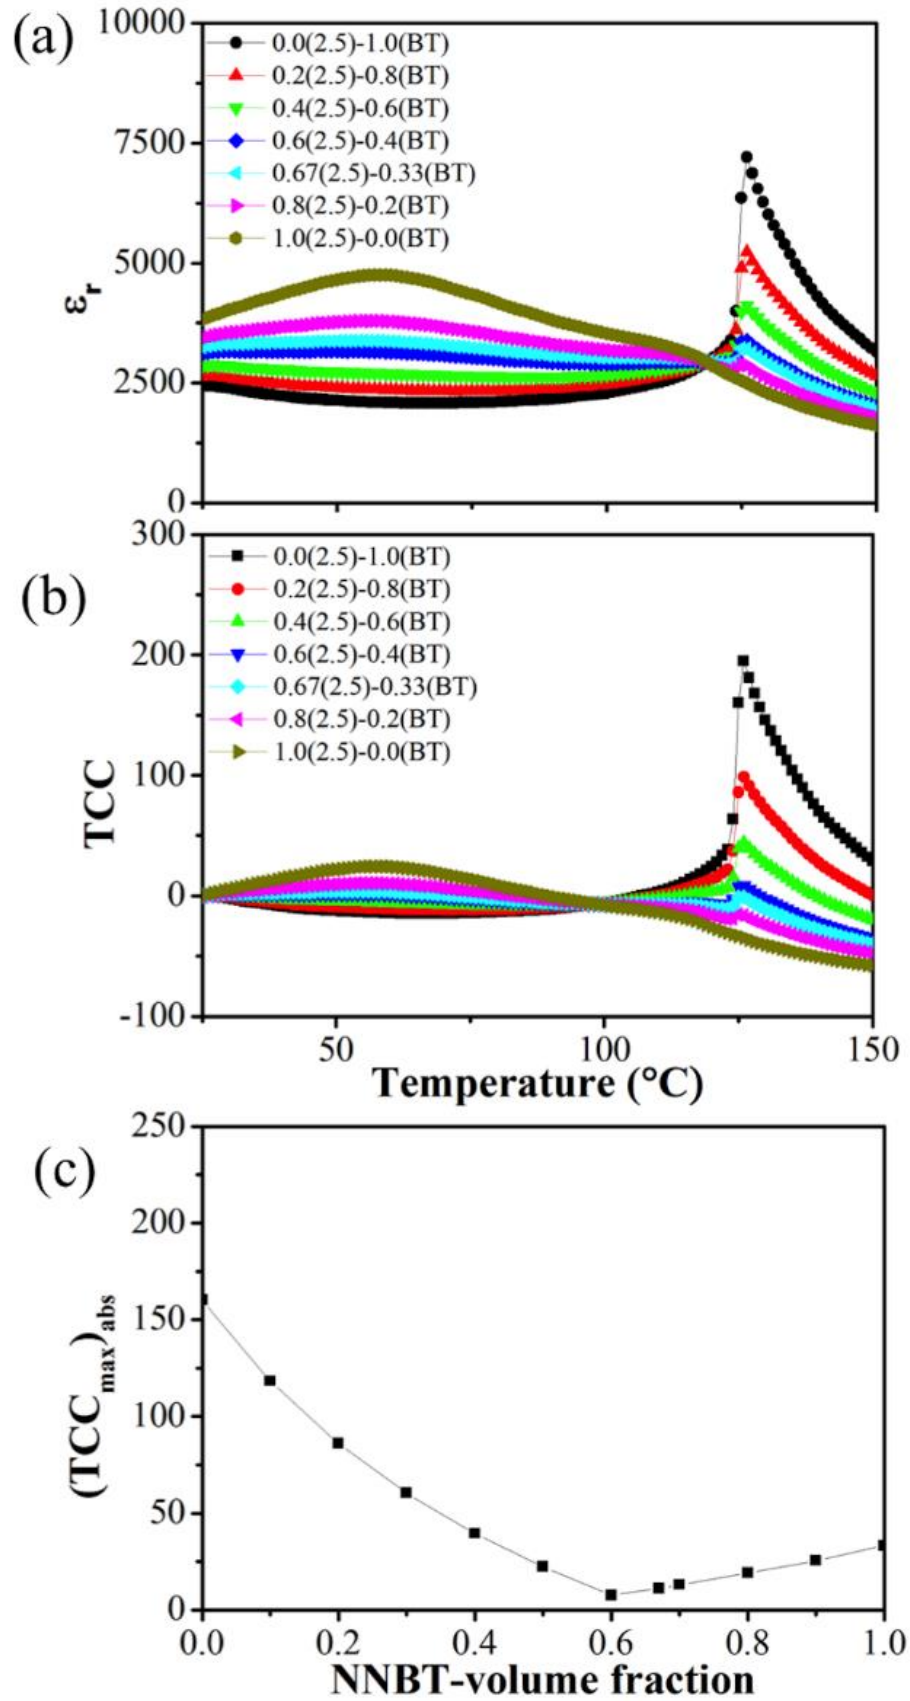 (a)
10000
7500
5000
2500
0
εr
0.0(2.5)-1.0(BT)
0.2(2.5)-0.8(BT)
0.4(2.5)-0.6(BT)
0.6(2.5)-0.4(BT)
0.67(2.5)-0.33(BT)
0.8(2.5)-0.2(BT)
1.0(2.5)-0.0(BT)
(b)
300
200
100
0
-100
TCC
0.0(2.5)-1.0(BT)
0.2(2.5)-0.8(BT)
0.4(2.5)-0.6(BT)
0.6(2.5)-0.4(BT)
0.67(2.5)-0.33(BT)
0.8(2.5)-0.2(BT)
1.0(2.5)-0.0(BT)
50 100 150
Temperature (°C)
(c)
250
200
150
100
50
0
(TCCmax)abs
0.0 0.2 0.4 0.6 0.8 1.0
NNBT-volume fraction